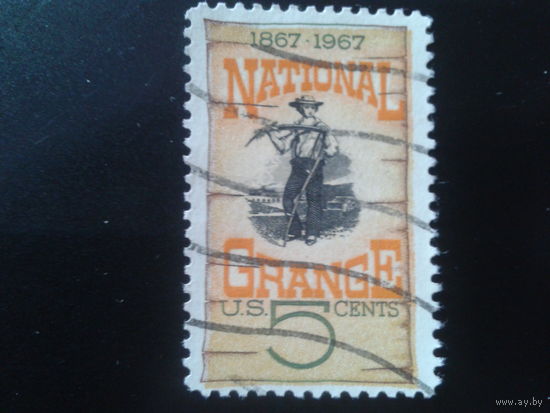 1867 · 1967
NATIONAL
GRANGE
U.S. 5 CENTS
www.ay.by